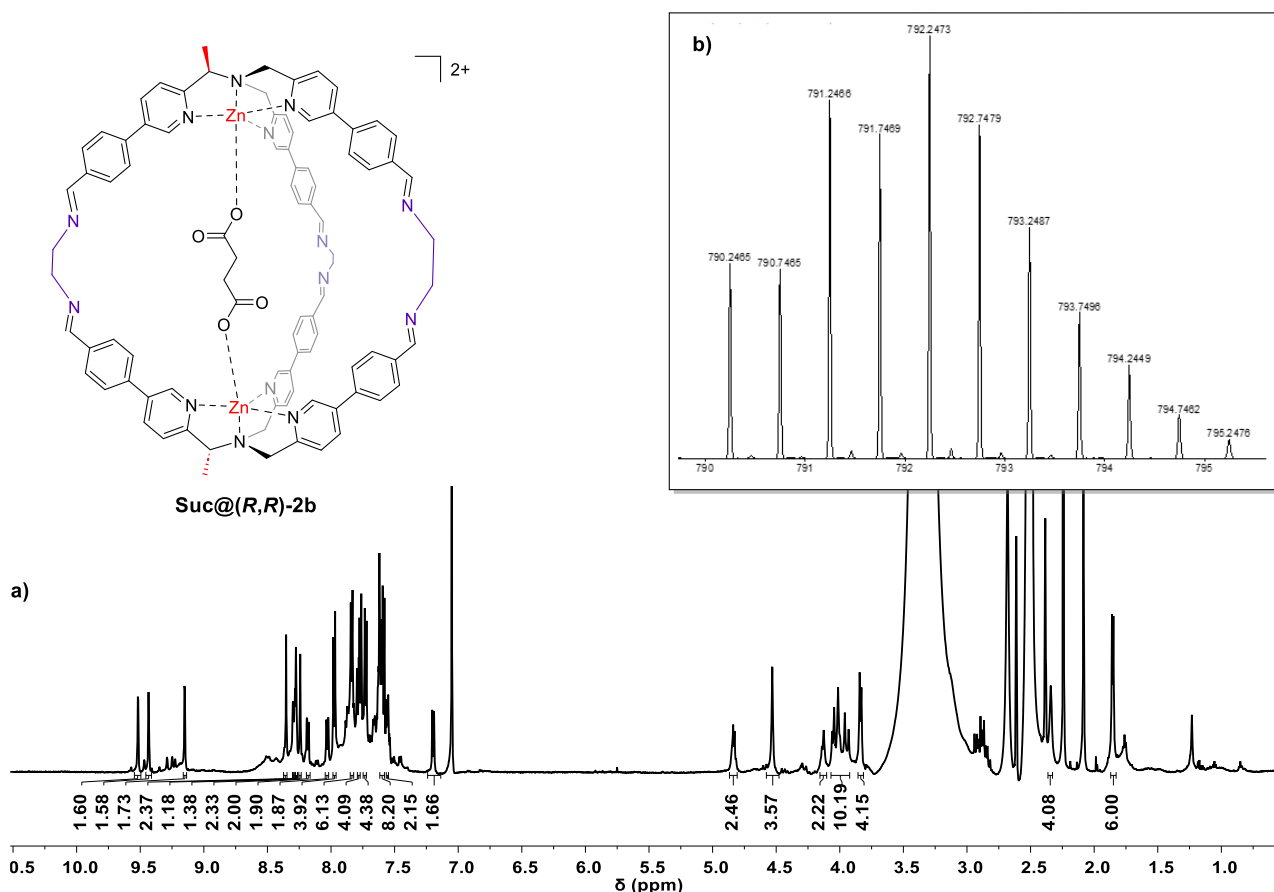 b)
792.2473
791.2466
791.7469
792.7479
793.2487
790.2465
790.7465
793.7496
794.2449
794.7462
795.2476
790
791
792
793
794
795
2+
N
N
N
Zn
N
N
N
N
N
O
O
O
O
N
N
N
Zn
N
N
N
Suc@(R,R)-2b
a)
1.60
1.58
1.73
2.37
1.18
1.38
2.33
2.00
1.90
1.87
3.92
6.13
4.09
4.38
8.20
2.15
1.66
2.46
3.57
2.22
10.19
4.15
4.08
6.00
0.5
10.0
9.5
9.0
8.5
8.0
7.5
7.0
6.5
6.0
5.5
5.0
4.5
4.0
3.5
3.0
2.5
2.0
1.5
1.0
δ (ppm)